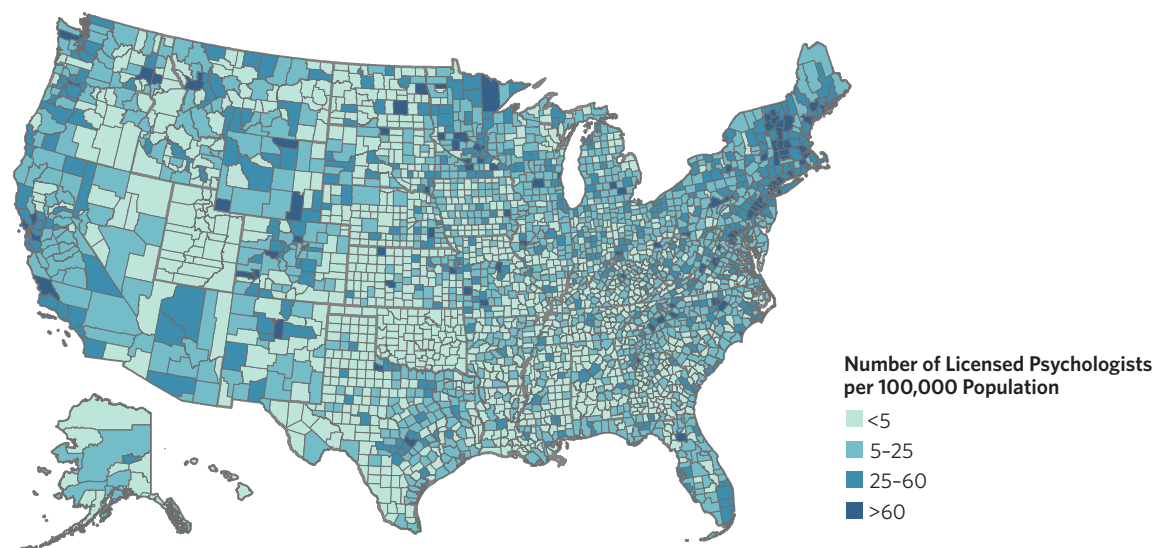 Number of Licensed Psychologists
per 100,000 Population
<5
5–25
25–60
>60